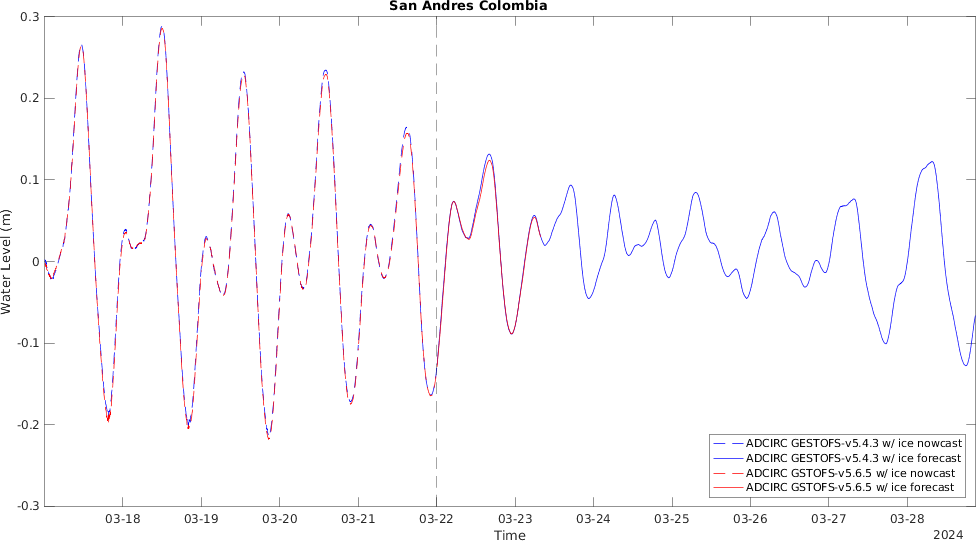 San Andres Colombia
0.3
0.2
0.1
0
-0.1
-0.2
-0.3
Water Level (m)
03-18
03-19
03-20
03-21
03-22
03-23
03-24
03-25
03-26
03-27
03-28
2024
Time
ADCIRC GESTOFS-v5.4.3 w/ ice nowcast
ADCIRC GESTOFS-v5.4.3 w/ ice forecast
ADCIRC GSTOFS-v5.6.5 w/ ice nowcast
ADCIRC GSTOFS-v5.6.5 w/ ice forecast